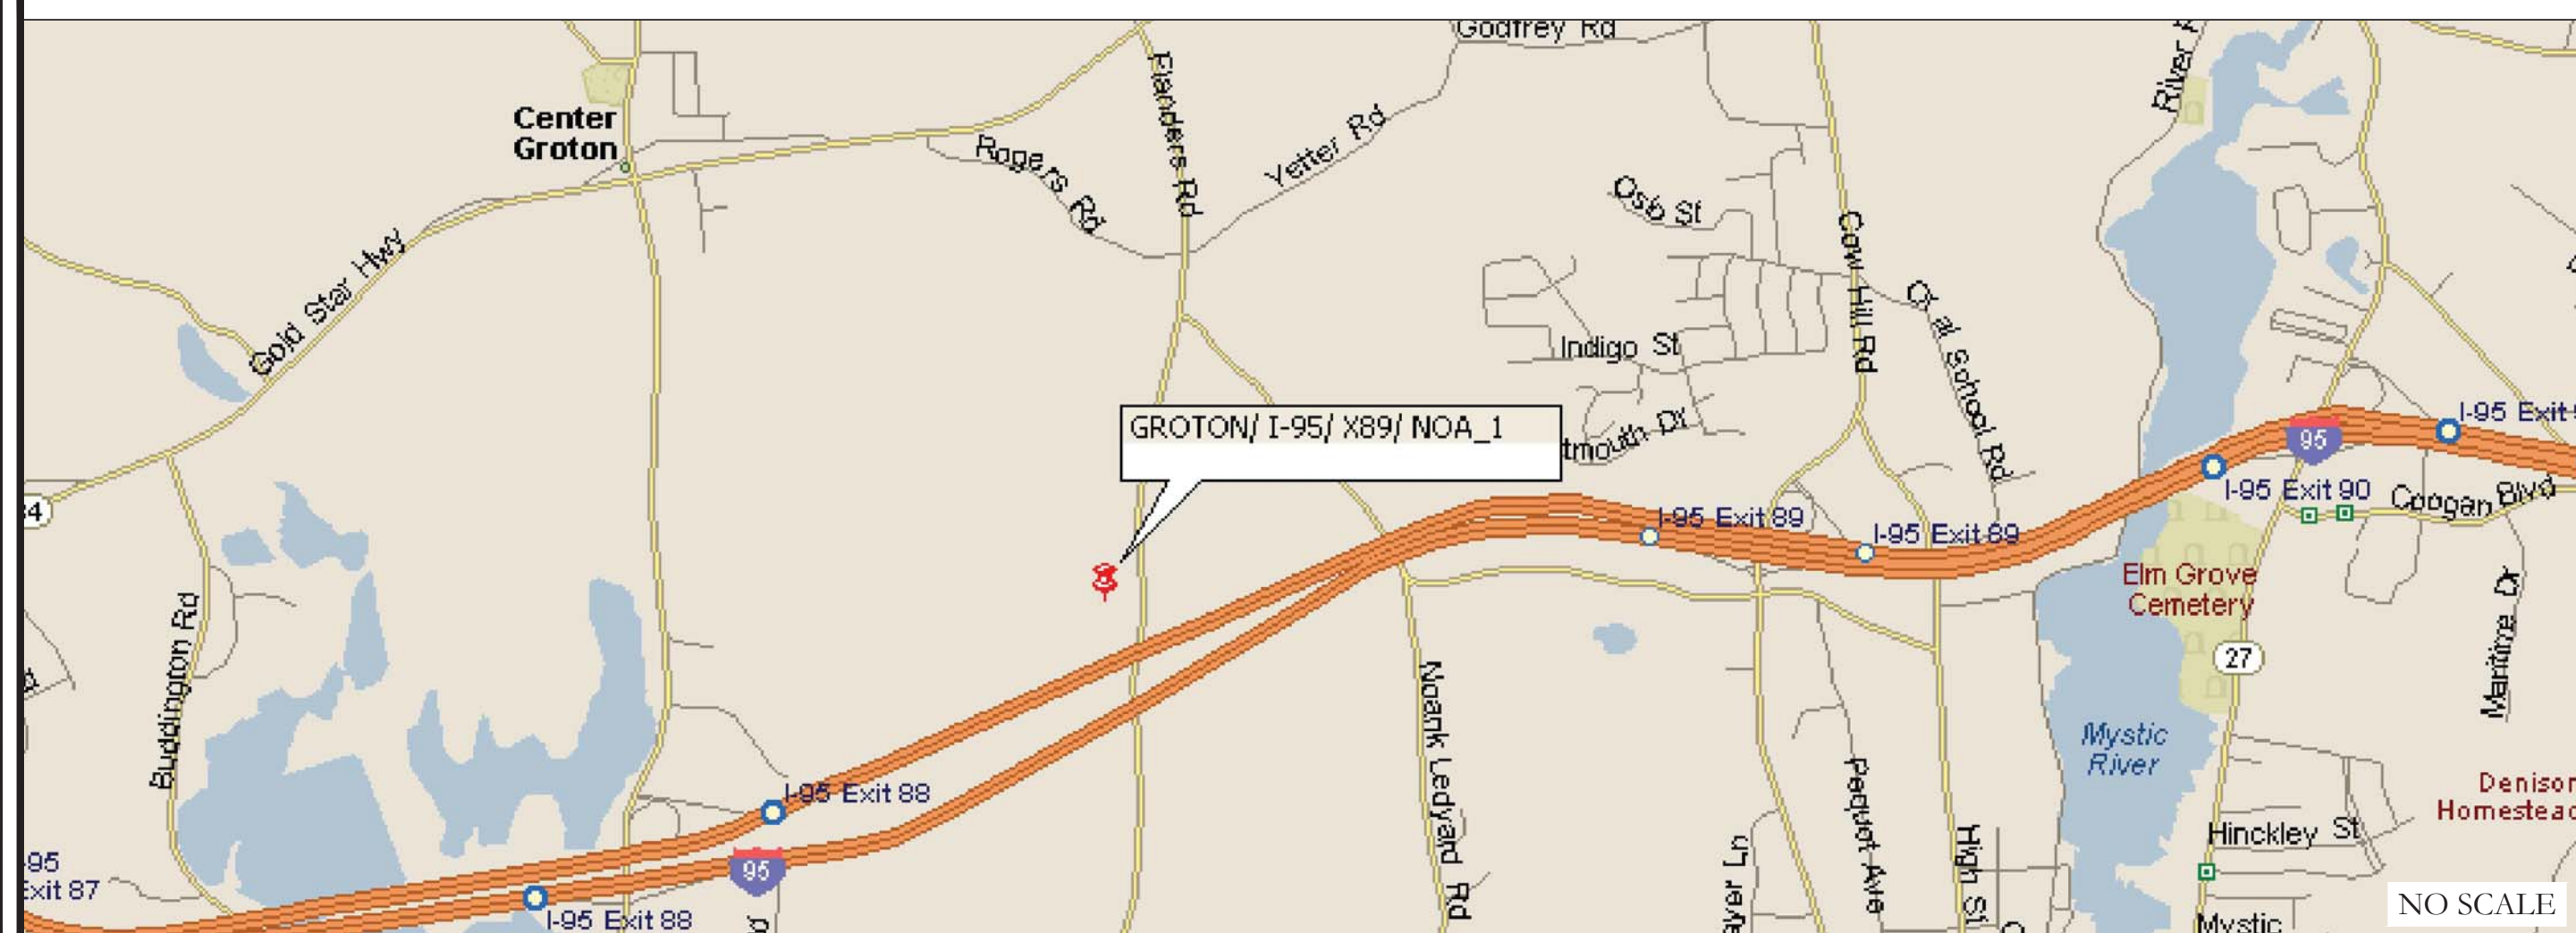 Godfrey Rd
River
Center
Groton
Flanders Rd
Rogers Rd
Yetter Rd
Osb St
Cow Hill Rd
Gold Star Hwy
Indigo St
School Rd
GROTON/ I-95/ X89/ NOA_1
tmouth Dr
I-95 Exit
95
I-95 Exit 90
Coogan Blvd
I-95 Exit 89
I-95 Exit 89
Elm Grove
Cemetery
Buddington Rd
27
Maritime Dr
Noank Ledyard Rd
Mystic
River
Pequot Ave
Denison
Homestead
I-95 Exit 88
High St
Hinckley St
95
95
Exit 87
I-95 Exit 88
Mystic
NO SCALE